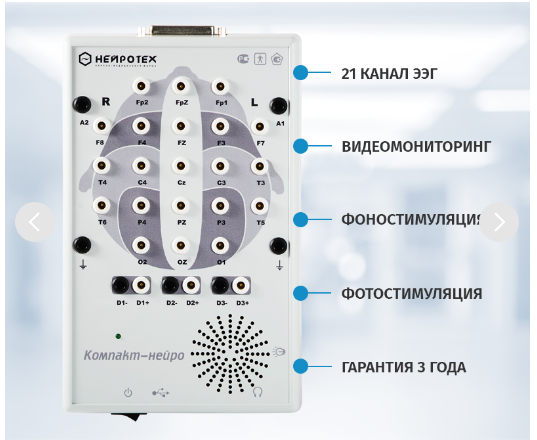 НЕЙРОТЕХ
R
L
Fp2 FpZ Fp1
A2 A1
F8 F4 FZ F3 F7
T4 C4 Cz C3 T3
T6 P4 PZ P3 T5
O2 OZ O1
D1- D1+ D2- D2+ D3- D3+
Компакт-нейро
21 КАНАЛ ЭЭГ
ВИДЕОМОНИТОРИНГ
ФОНОСТИМУЛЯЦИ
ФОТОСТИМУЛЯЦИЯ
ГАРАНТИЯ 3 ГОДА